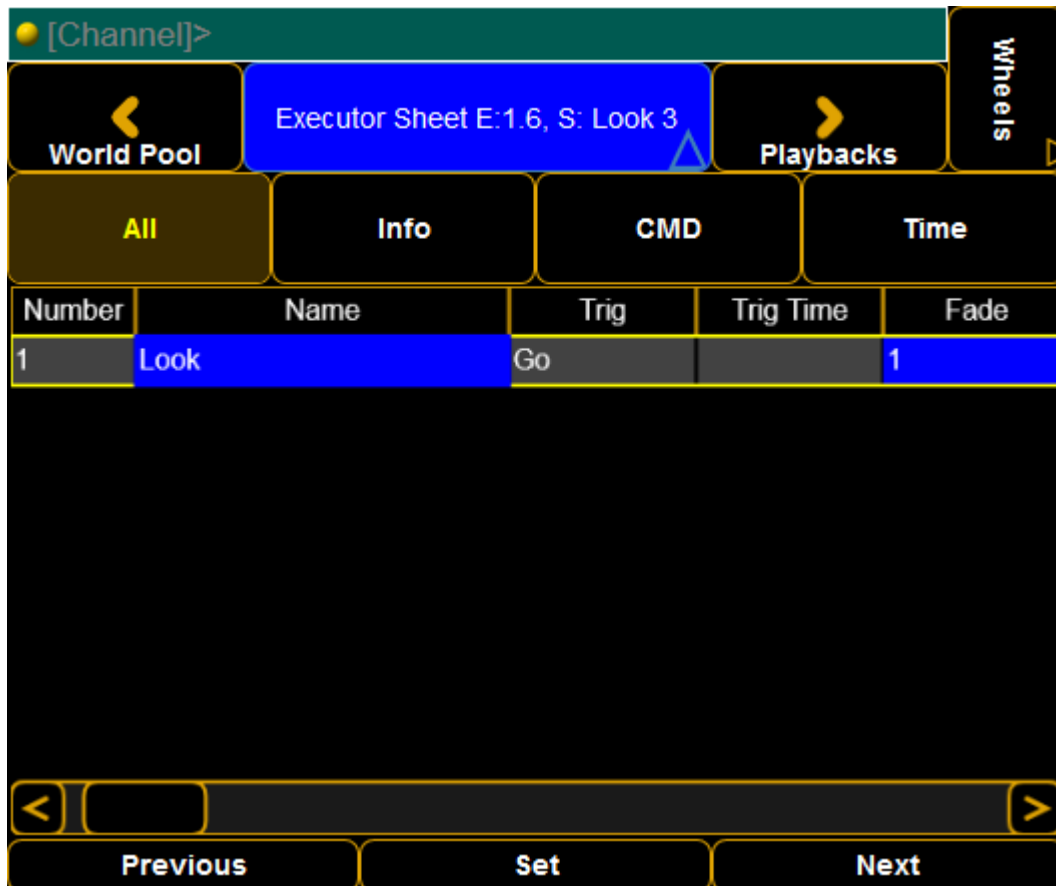 [Channel]>
Wheels
World Pool
Executor Sheet E:1.6, S: Look 3
Playbacks
All
Info
CMD
Time
Number Name Trig Trig Time Fade
1 Look Go 1
Previous Set Next